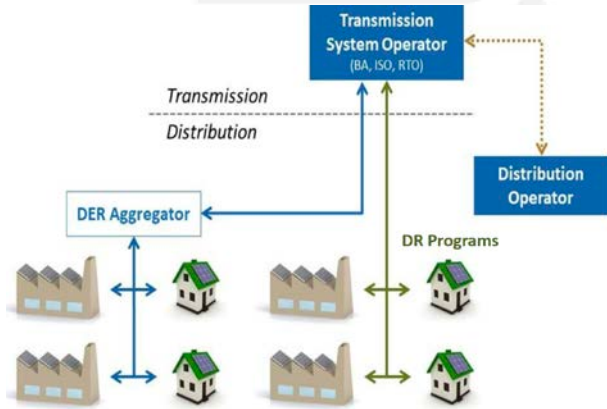 Transmission
System Operator
(BA, ISO, RTO)
Transmission
Distribution
Distribution
Operator
DER Aggregator
DR Programs